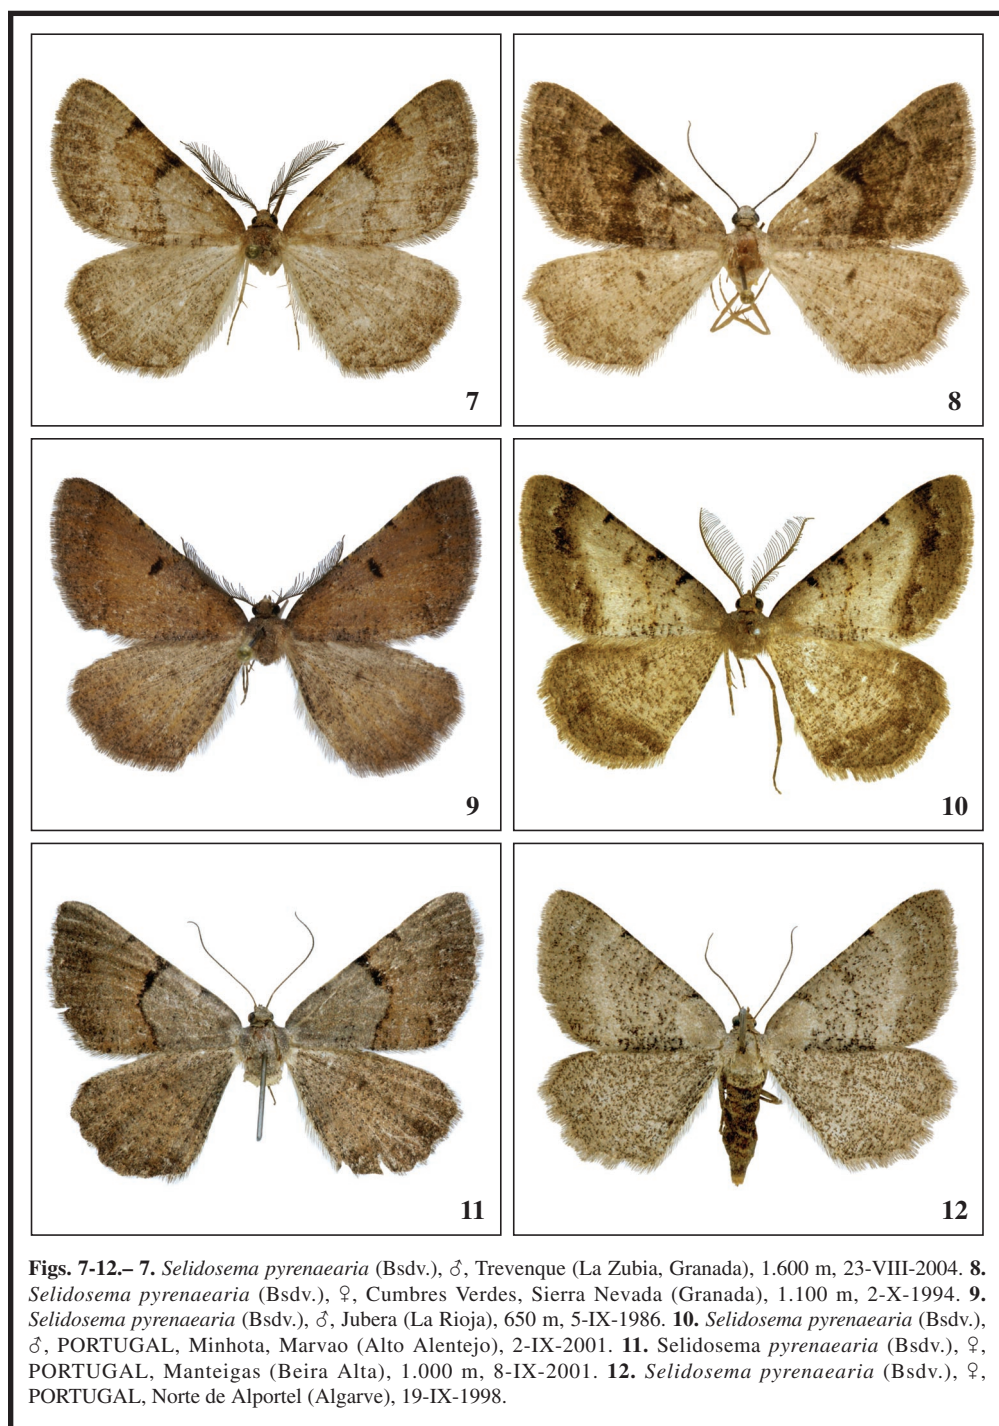 7
8
9
10
11
12
Figs. 7-12.– 7. Selidosema pyrenaearia (Bsdv.), ♂, Trevenque (La Zubia, Granada), 1.600 m, 23-VIII-2004. 8.
Selidosema pyrenaearia (Bsdv.), ♀, Cumbres Verdes, Sierra Nevada (Granada), 1.100 m, 2-X-1994. 9.
Selidosema pyrenaearia (Bsdv.), ♂, Jubera (La Rioja), 650 m, 5-IX-1986. 10. Selidosema pyrenaearia (Bsdv.),
♂, PORTUGAL, Minhota, Marvao (Alto Alentejo), 2-IX-2001. 11. Selidosema pyrenaearia (Bsdv.), ♀,
PORTUGAL, Manteigas (Beira Alta), 1.000 m, 8-IX-2001. 12. Selidosema pyrenaearia (Bsdv.), ♀,
PORTUGAL, Norte de Alportel (Algarve), 19-IX-1998.